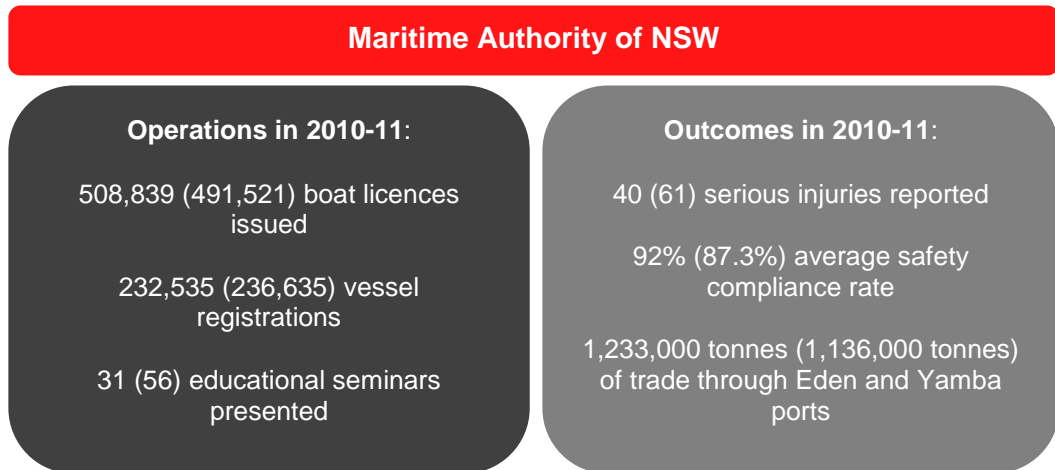 Maritime Authority of NSW
Operations in 2010-11:
508,839 (491,521) boat licences
issued
232,535 (236,635) vessel
registrations
31 (56) educational seminars
presented
Outcomes in 2010-11:
40 (61) serious injuries reported
92% (87.3%) average safety
compliance rate
1,233,000 tonnes (1,136,000 tonnes)
of trade through Eden and Yamba
ports